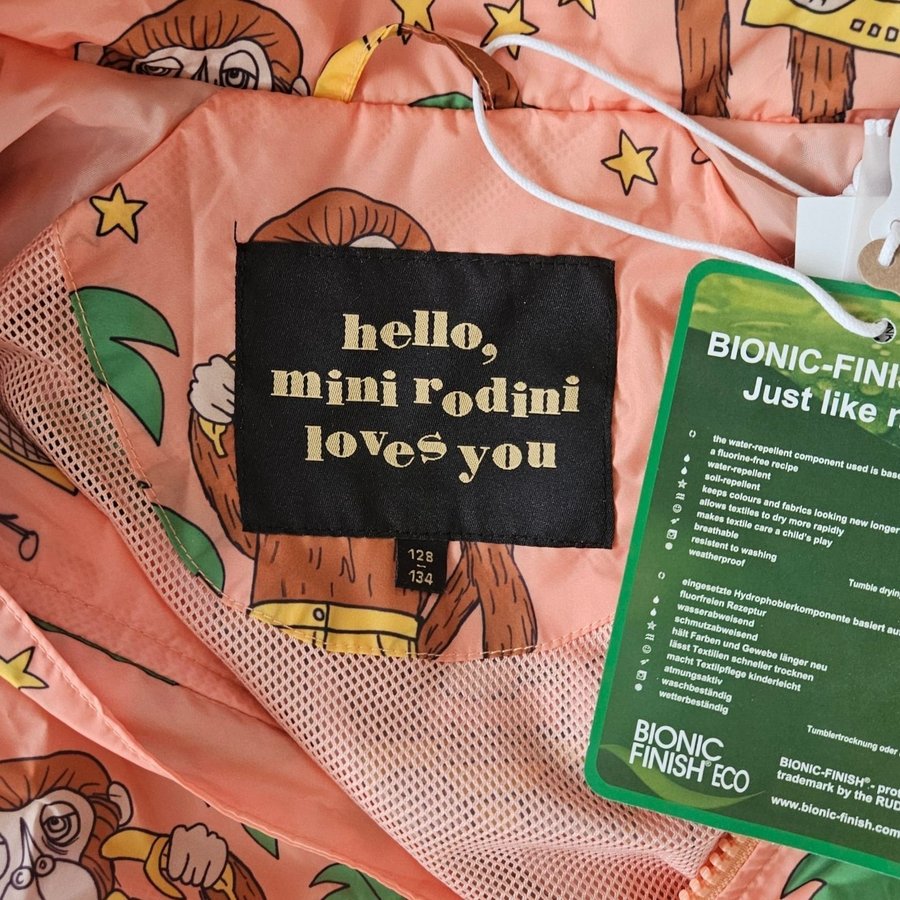 hello,
mini rodini
loves you
128
134
BIONIC-FINI
Just like
the water-repellent component used is based
a fluorine-free recipe
water-repellent
soil-repellent
keeps colours and fabrics looking new longer
allows textiles to dry more rapidly
makes textile care a child's play
breathable
resistent to washing
weatherproof
Tumble drying
eingesetzte Hydrophobierkomponente basiert auf
fluorfreien Rezeptur
wasserabweisend
schmutzabweisend
hält Farben und Gewebe länger neu
lässt Textilien schneller trocknen
macht Textilpflege kinderleicht
atmungsaktiv
waschbeständig
wetterbeständig
Tumblertrocknung oder
BIONIC
FINISH® ECO
BIONIC-FINISH®- prot
trademark by the RUD
www.bionic-finish.com